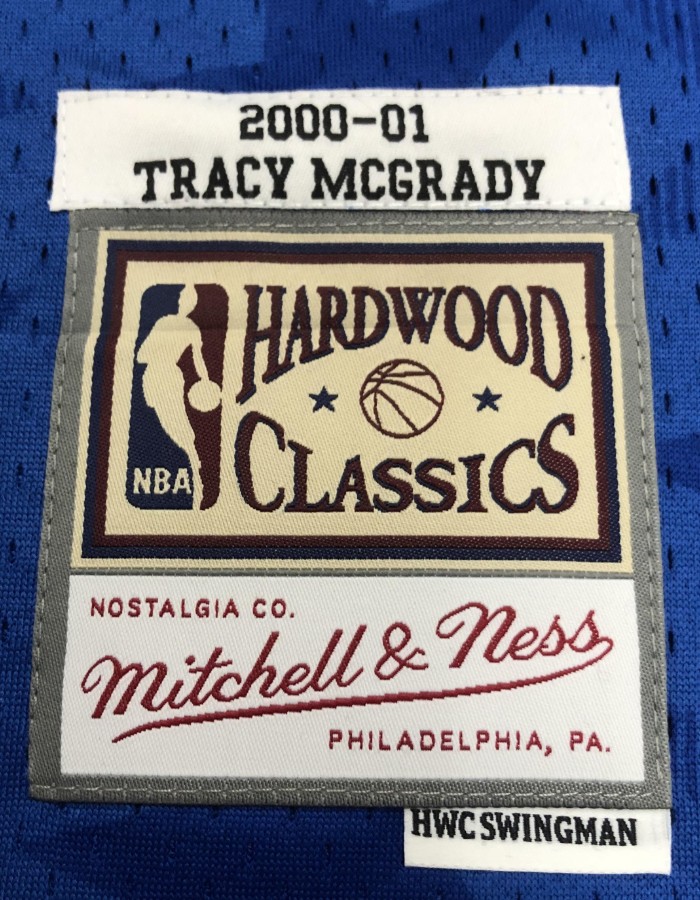 2000-01
TRACY MCGRADY
HARDWOOD
NBA
CLASSICS
NOSTALGIA CO.
Mitchell & Ness
PHILADELPHIA, PA.
HWC SWINGMAN